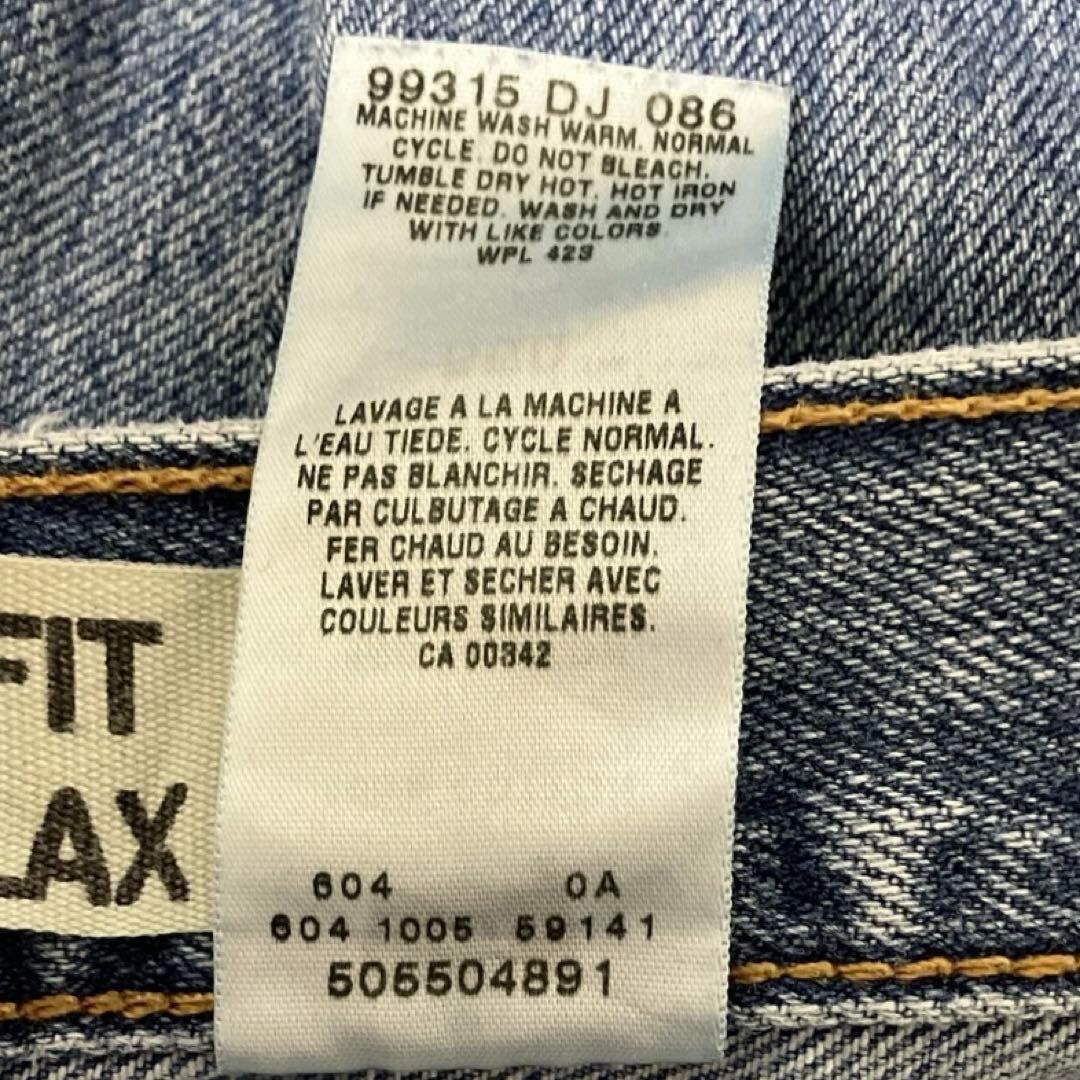 99315 DJ 086
MACHINE WASH WARM. NORMAL
CYCLE. DO NOT BLEACH.
TUMBLE DRY HOT. HOT IRON
IF NEEDED. WASH AND DRY
WITH LIKE COLORS.
WPL 423
LAVAGE A LA MACHINE A
L'EAU TIEDE. CYCLE NORMAL.
NE PAS BLANCHIR. SECHAGE
PAR CULBUTAGE A CHAUD.
FER CHAUD AU BESOIN.
LAVER ET SECHER AVEC
COULEURS SIMILAIRES.
CA 00342
FIT
LAX
604 0A
604 1005 59141
505504891